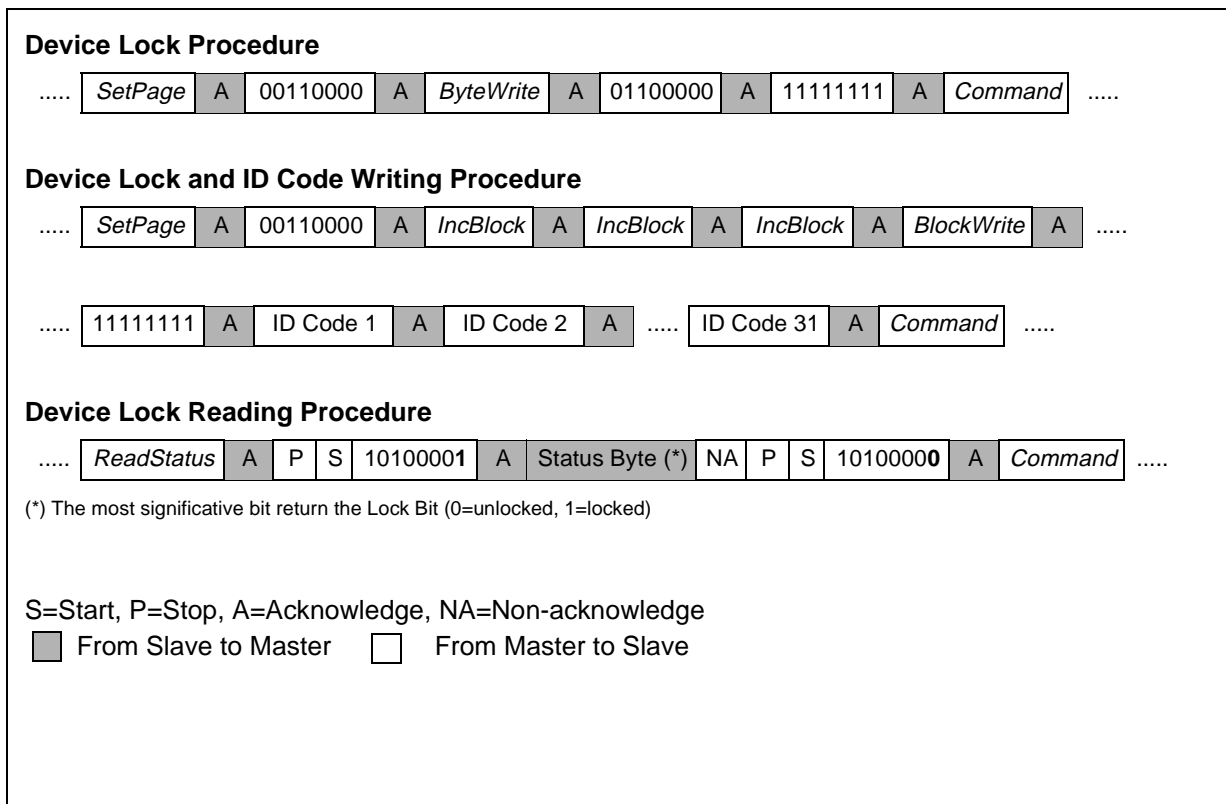 Device Lock Procedure
..... SetPage A 00110000 A ByteWrite A 01100000 A 11111111 A Command .....
Device Lock and ID Code Writing Procedure
..... SetPage A 00110000 A IncBlock A IncBlock A IncBlock A BlockWrite A .....
..... 11111111 A ID Code 1 A ID Code 2 A ..... ID Code 31 A Command .....
Device Lock Reading Procedure
..... ReadStatus A P S 10100001 A Status Byte (*) NA P S 10100000 A Command .....
(*) The most significative bit return the Lock Bit (0=unlocked, 1=locked)
S=Start, P=Stop, A=Acknowledge, NA=Non-acknowledge
From Slave to Master From Master to Slave